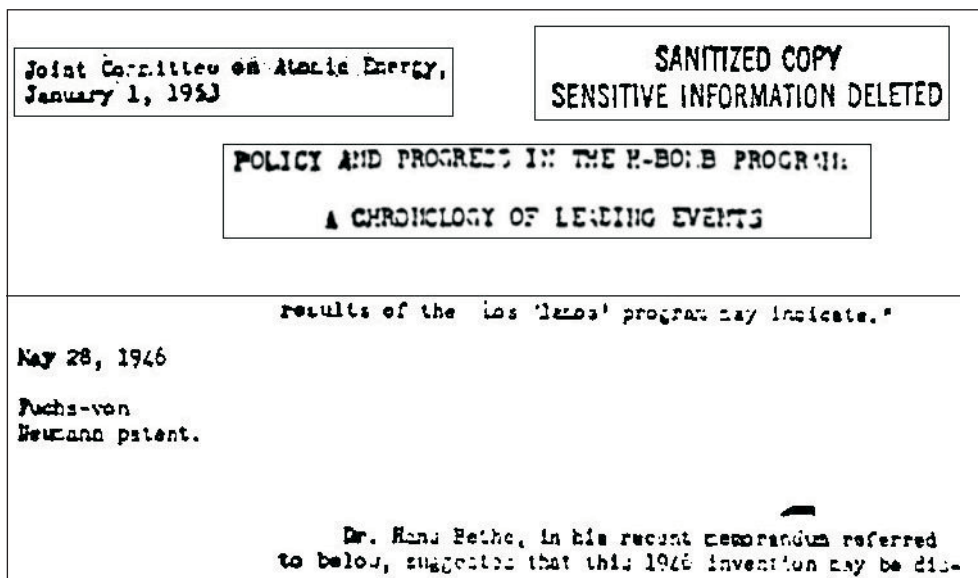 Joint Committee on Atomic Energy,
January 1, 1953
SANITIZED COPY
SENSITIVE INFORMATION DELETED
POLICY AND PROGRESS IN THE H-BOMB PROGRAM:
A CHRONOLOGY OF LEADING EVENTS
results of the Los Alamos program may indicate."
May 28, 1946
Fuchs-von
Neumann patent.
Dr. Hans Bethe, in his recent memorandum referred
to below, suggested that this 1946 invention may be dis-